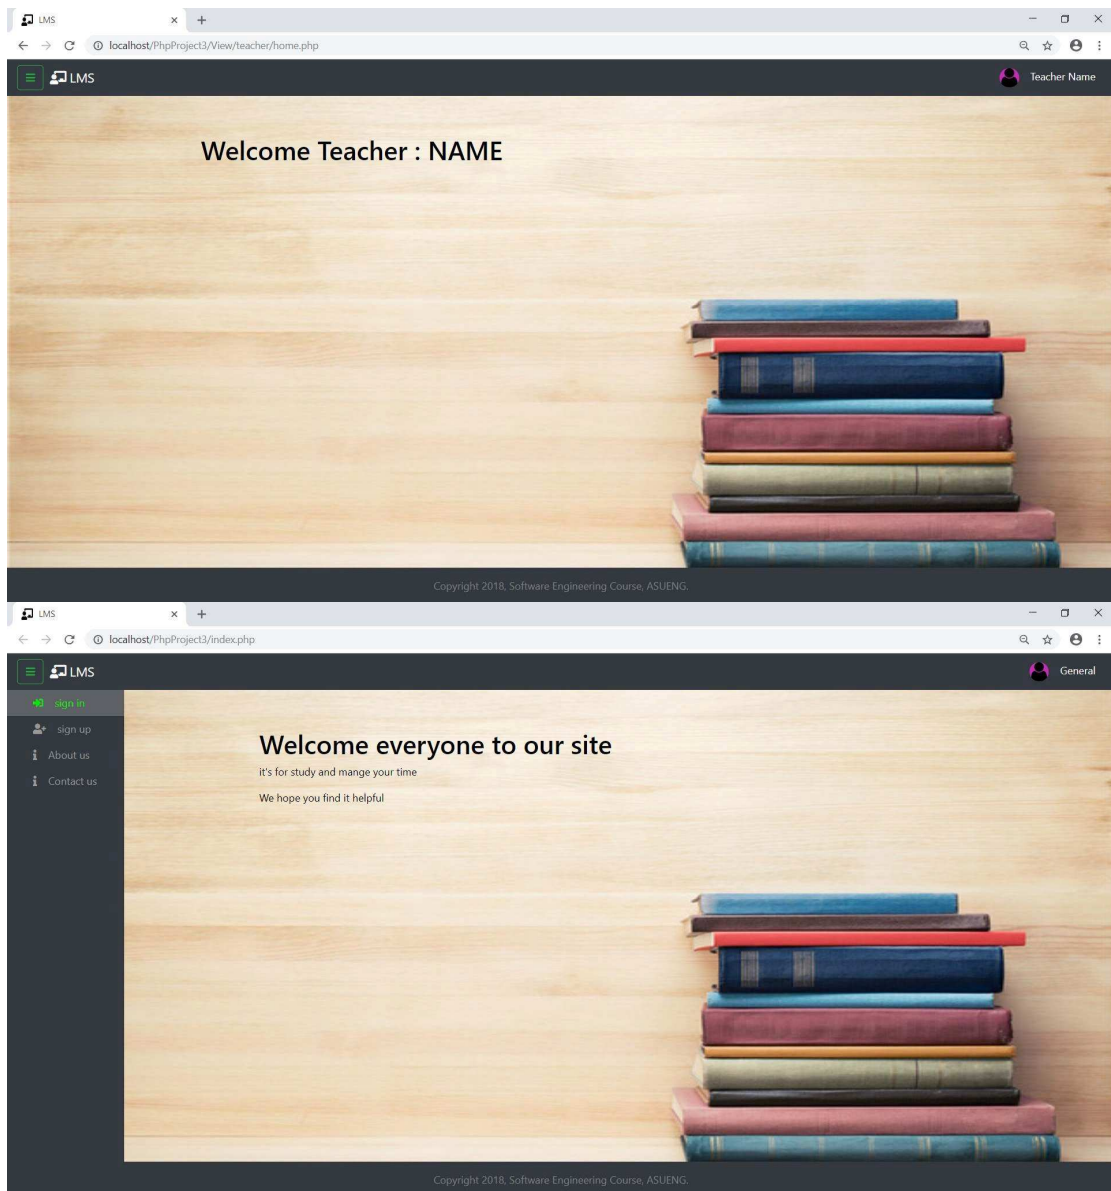 LMS
localhost/PhpProject3/View/teacher/home.php
LMS
Teacher Name
Welcome Teacher : NAME
Copyright 2018, Software Engineering Course, ASUENG.
LMS
localhost/PhpProject3/index.php
LMS
General
sign in
sign up
About us
Contact us
Welcome everyone to our site
it's for study and mange your time
We hope you find it helpful
Copyright 2018, Software Engineering Course, ASUENG.